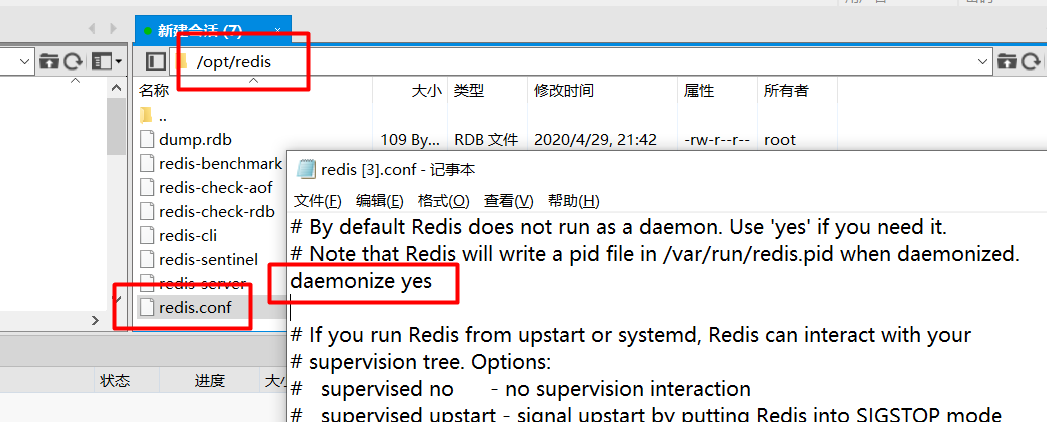 新建会话 (7)
/opt/redis
名称 大小 类型 修改时间 属性 所有者
..
dump.rdb 109 By... RDB 文件 2020/4/29, 21:42 -rw-r--r-- root
redis-benchmark
redis-check-aof
redis-check-rdb
redis-cli
redis-sentinel
redis-server
redis.conf
redis [3].conf - 记事本
文件(F) 编辑(E) 格式(O) 查看(V) 帮助(H)
# By default Redis does not run as a daemon. Use 'yes' if you need it.
# Note that Redis will write a pid file in /var/run/redis.pid when daemonized.
daemonize yes
# If you run Redis from upstart or systemd, Redis can interact with your
# supervision tree. Options:
# supervised no - no supervision interaction
# supervised upstart - signal upstart by putting Redis into SIGSTOP mode
状态 进度